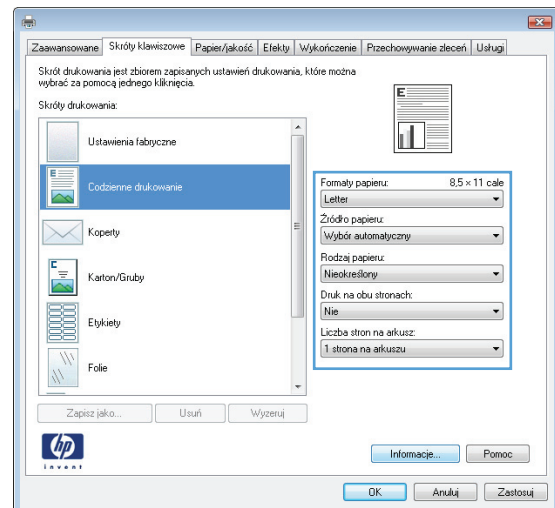 Zaawansowane Skróty klawiszowe Papier/jakość Efekty Wykończenie Przechowywanie zleceń Usługi
Skrót drukowania jest zbiorem zapisanych ustawień drukowania, które można
wybrać za pomocą jednego kliknięcia.
Skróty drukowania:
Ustawienia fabryczne
Codzienne drukowanie
Koperty
Karton/Gruby
Etykiety
Folie
E
E
C
Formaty papieru: 8,5 × 11 cale
Letter
Źródło papieru:
Wybór automatyczny
Rodzaj papieru:
Nieokreślony
Druk na obu stronach:
Nie
Liczba stron na arkusz:
1 strona na arkuszu
Zapisz jako... Usuń Wyzeruj
hp
invent
Informacje... Pomoc
OK Anuluj Zastosuj